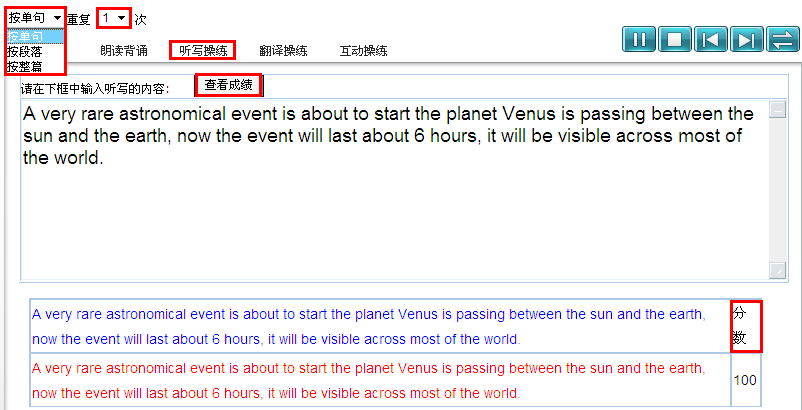 按单句 重复 1 次
按单句
按段落
按整篇
朗读背诵 听写操练 翻译操练 互动操练
请在下框中输入听写的内容： 查看成绩
A very rare astronomical event is about to start the planet Venus is passing between the
sun and the earth, now the event will last about 6 hours, it will be visible across most of
the world.
A very rare astronomical event is about to start the planet Venus is passing between the sun and the earth,
now the event will last about 6 hours, it will be visible across most of the world.
分
数
A very rare astronomical event is about to start the planet Venus is passing between the sun and the earth,
now the event will last about 6 hours, it will be visible across most of the world.
100